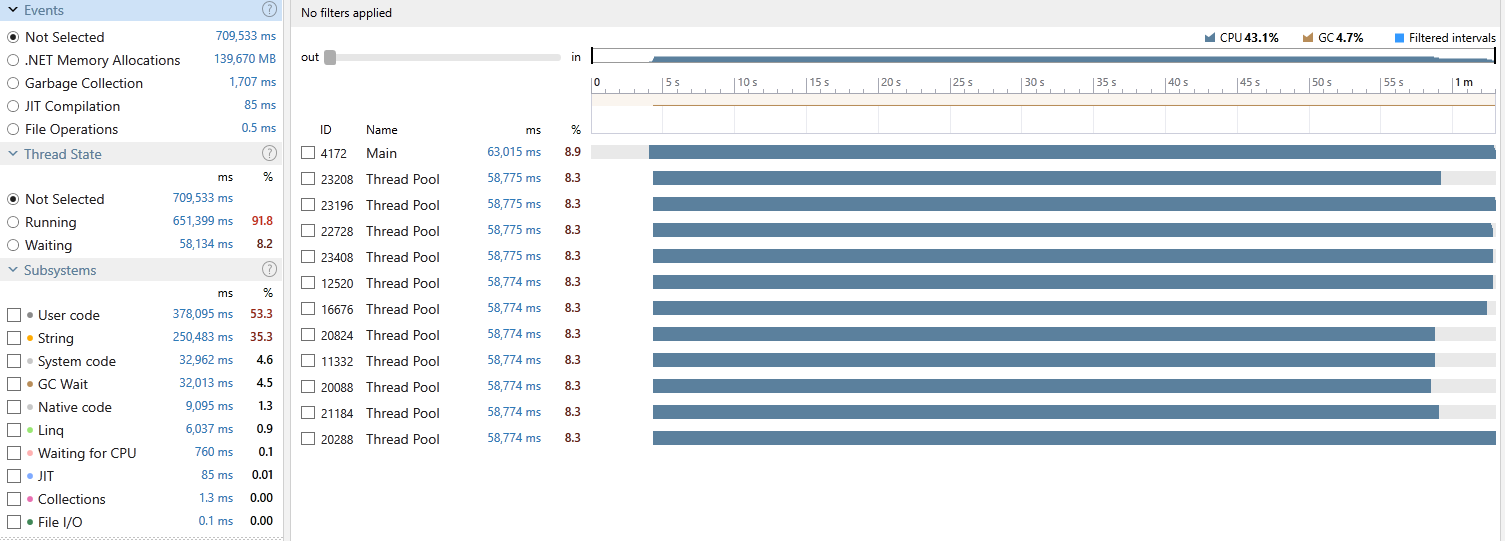 Events ?
Not Selected 709,533 ms
.NET Memory Allocations 139,670 MB
Garbage Collection 1,707 ms
JIT Compilation 85 ms
File Operations 0.5 ms
Thread State ?
ms %
Not Selected 709,533 ms
Running 651,399 ms 91.8
Waiting 58,134 ms 8.2
Subsystems ?
ms %
User code 378,095 ms 53.3
String 250,483 ms 35.3
System code 32,962 ms 4.6
GC Wait 32,013 ms 4.5
Native code 9,095 ms 1.3
Linq 6,037 ms 0.9
Waiting for CPU 760 ms 0.1
JIT 85 ms 0.01
Collections 1.3 ms 0.00
File I/O 0.1 ms 0.00
No filters applied
CPU 43.1% GC 4.7% Filtered intervals
out in
0 5 s 10 s 15 s 20 s 25 s 30 s 35 s 40 s 45 s 50 s 55 s 1 m
ID Name ms %
4172 Main 63,015 ms 8.9
23208 Thread Pool 58,775 ms 8.3
23196 Thread Pool 58,775 ms 8.3
22728 Thread Pool 58,775 ms 8.3
23408 Thread Pool 58,775 ms 8.3
12520 Thread Pool 58,774 ms 8.3
16676 Thread Pool 58,774 ms 8.3
20824 Thread Pool 58,774 ms 8.3
11332 Thread Pool 58,774 ms 8.3
20088 Thread Pool 58,774 ms 8.3
21184 Thread Pool 58,774 ms 8.3
20288 Thread Pool 58,774 ms 8.3